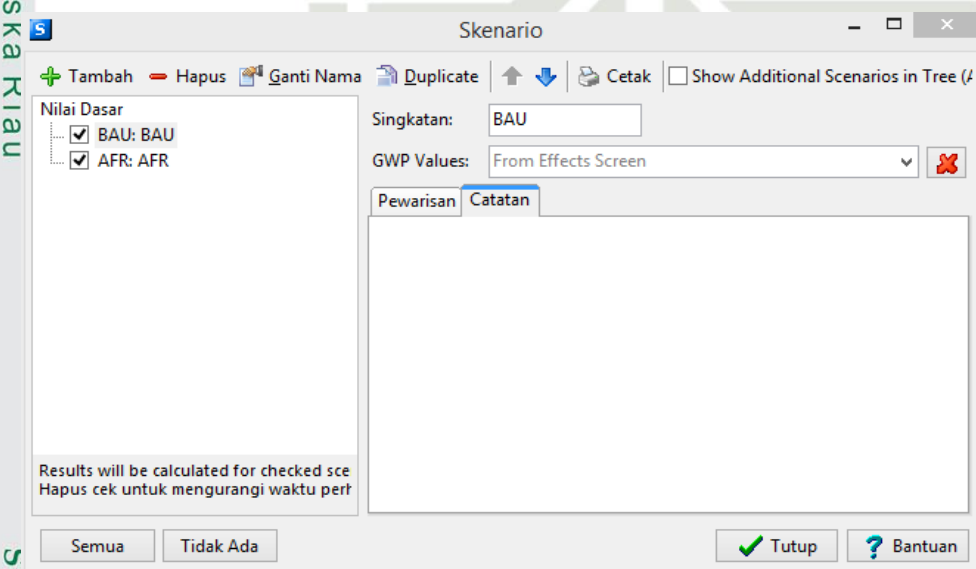 ska Riau
S
Skenario
Tambah Hapus Ganti Nama Duplicate Cetak Show Additional Scenarios in Tree (
Nilai Dasar
BAU: BAU
AFR: AFR
Singkatan: BAU
GWP Values: From Effects Screen
Pewarisan Catatan
Results will be calculated for checked
Hapus cek untuk mengurangi waktu
Semua Tidak Ada Tutup Bantuan
S